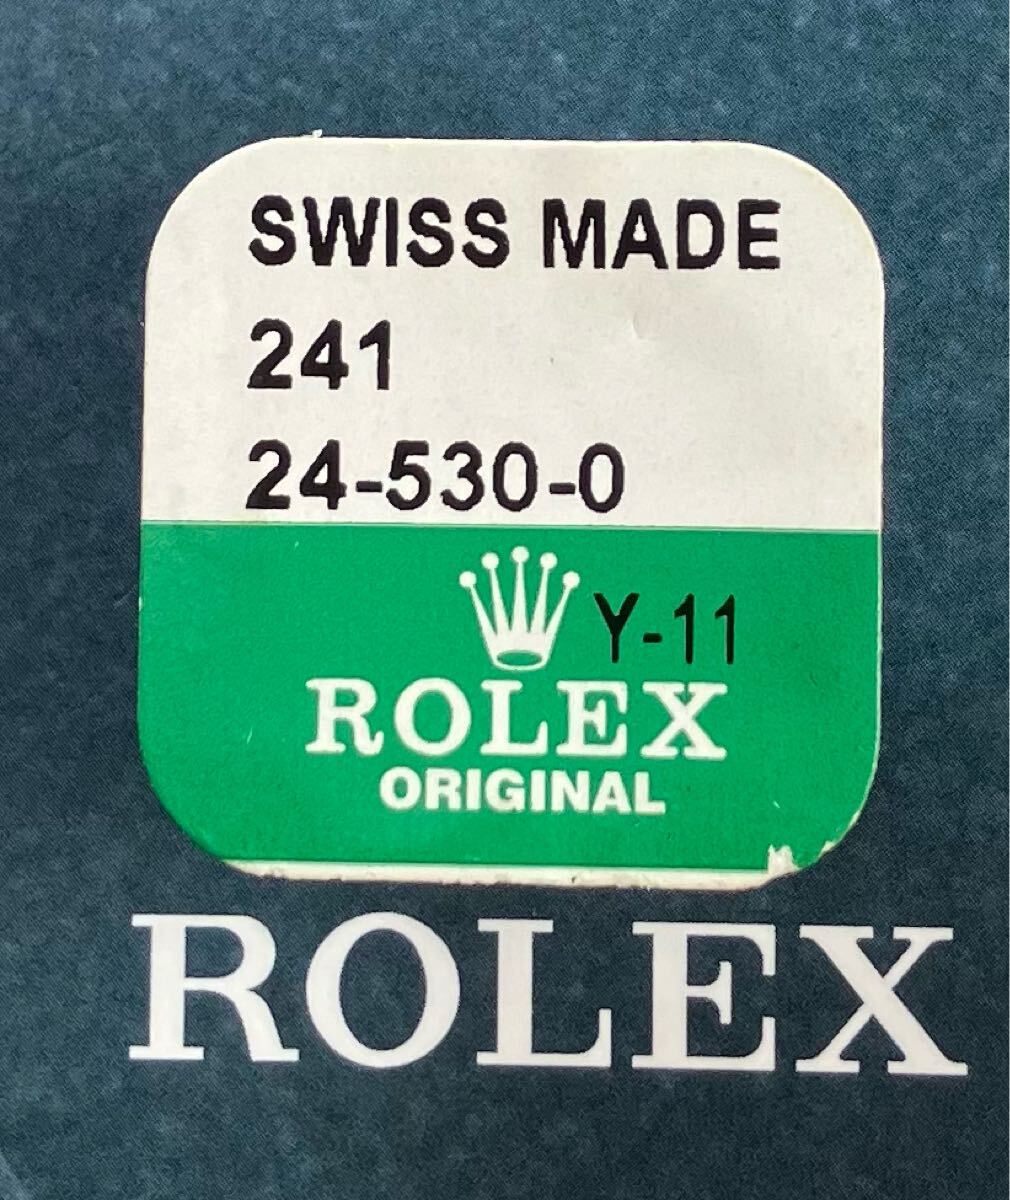 SWISS MADE
241
24-530-0
Y-11
ROLEX
ORIGINAL
ROLEX